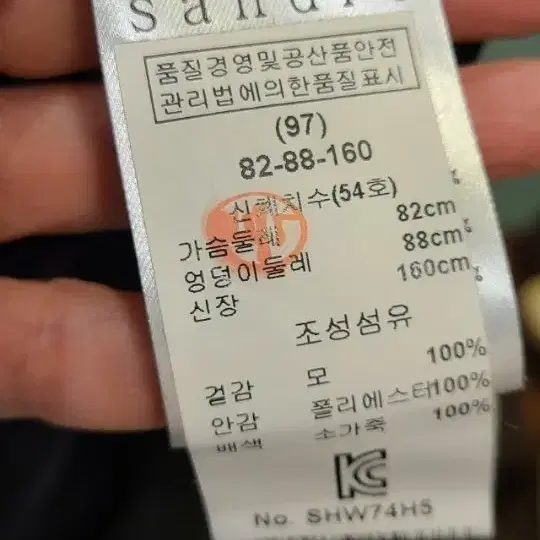 sandro
품질경영및공산품안전
관리법에의한품질표시
(97)
82-88-160
신체치수(54호)
가슴둘레 82cm
엉덩이둘레 88cm
신장 160cm
조성섬유
겉감 모 100%
안감 폴리에스터100%
배색 소가죽 100%
No. SHW74H5